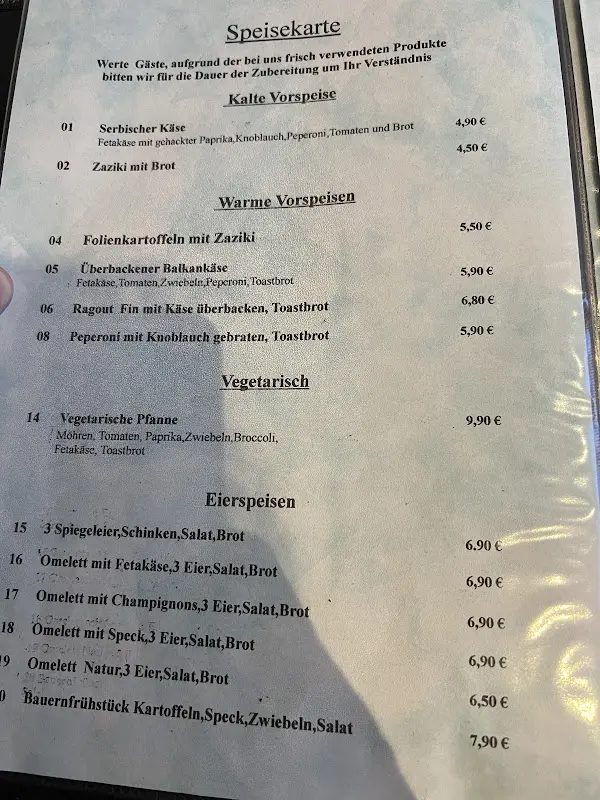 Speisekarte
Werte Gäste, aufgrund der bei uns frisch verwendeten Produkte
bitten wir für die Dauer der Zubereitung um Ihr Verständnis
Kalte Vorspeise
01 Serbischer Käse 4,90 €
Fetakäse mit gehackter Paprika,Knoblauch,Peperoni,Tomaten und Brot
02 Zaziki mit Brot 4,50 €
Warme Vorspeisen
04 Folienkartoffeln mit Zaziki 5,50 €
05 Überbackener Balkankäse 5,90 €
Fetakäse,Tomaten,Zwiebeln,Peperoni,Toastbrot
06 Ragout Fin mit Käse überbacken, Toastbrot 6,80 €
08 Peperoni mit Knoblauch gebraten, Toastbrot 5,90 €
Vegetarisch
14 Vegetarische Pfanne 9,90 €
Möhren, Tomaten, Paprika,Zwiebeln,Broccoli,
Fetakäse, Toastbrot
Eierspeisen
15 3 Spiegeleier,Schinken,Salat,Brot 6.90 €
16 Omelett mit Fetakäse,3 Eier,Salat,Brot 6,90 €
17 Omelett mit Champignons,3 Eier,Salat,Brot 6,90 €
18 Omelett mit Speck,3 Eier,Salat,Brot 6,90 €
9 Omelett Natur,3 Eier,Salat,Brot 6,50 €
0 Bauernfrühstück Kartoffeln,Speck,Zwiebeln,Salat 7,90 €